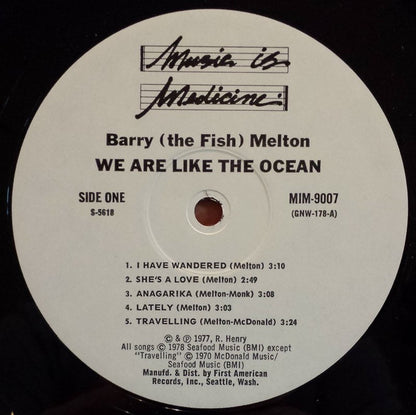 Music is
Medicine
Barry (the Fish) Melton
WE ARE LIKE THE OCEAN
SIDE ONE
S-5618
MIM-9007
(GNW-178-A)
1. I HAVE WANDERED (Melton) 3:10
2. SHE'S A LOVE (Melton) 2:49
3. ANAGARIKA (Melton-Monk) 3:08
4. LATELY (Melton) 3:03
5. TRAVELLING (Melton-McDonald) 3:24
© & ℗ 1977, R. Henry
All songs © 1978 Seafood Music (BMI) except
"Travelling" © 1970 McDonald Music/
Seafood Music (BMI)
Manufd. & Dist. by First American
Records, Inc., Seattle, Wash.